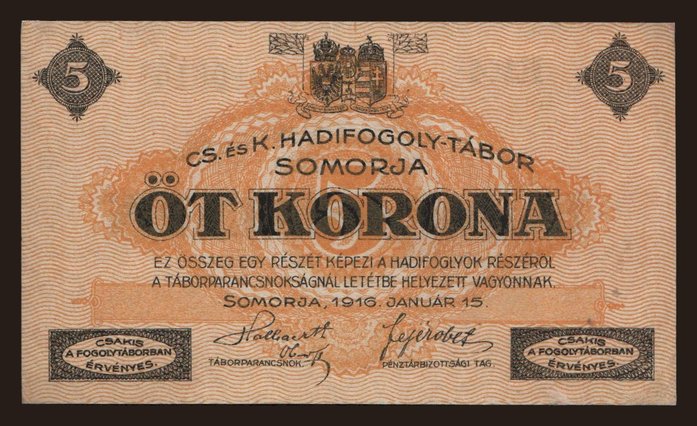 5 5
CS. ÉS K. HADIFOGOLY-TÁBOR
SOMORJA
ÖT KORONA
EZ ÖSSZEG EGY RÉSZÉT KÉPEZI A HADIFOGLYOK RÉSZÉRŐL
A TÁBORPARANCSNOKSÁGNÁL LETÉTBE HELYEZETT VAGYONNAK.
SOMORJA, 1916. JANUÁR 15.
CSAKIS
A FOGOLYTÁBORBAN
ÉRVÉNYES.
TÁBORPARANCSNOK.
PÉNZTÁRBIZOTTSÁGI TAG.
CSAKIS
A FOGOLYTÁBORBAN
ÉRVÉNYES.